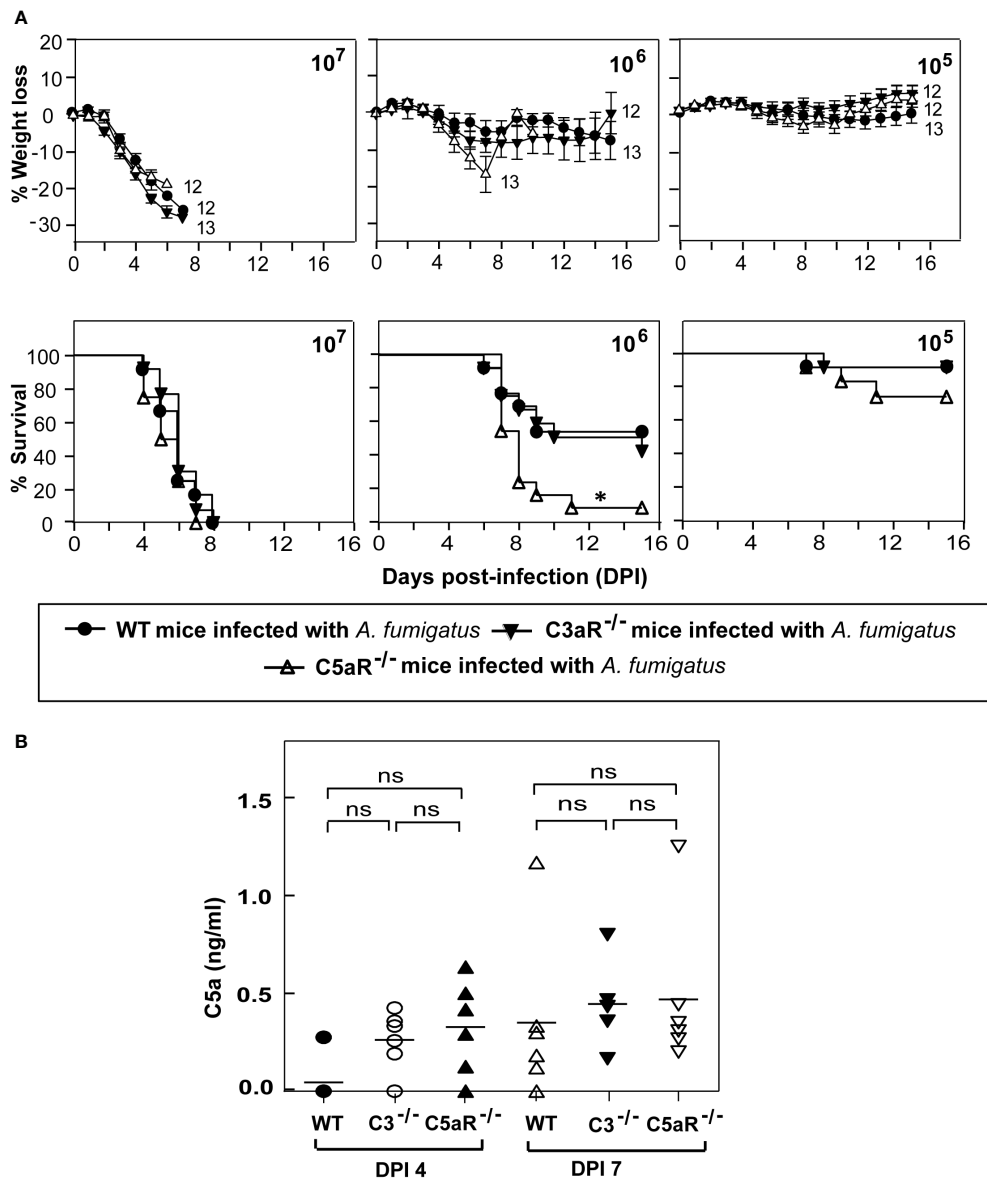 A
% Weight loss
20
10
0
-10
-20
-30
10⁷
12
12
13
0 4 8 12 16
10⁶
12
13
13
0 4 8 12 16
10⁵
12
12
13
0 4 8 12 16
% Survival
100
80
60
40
20
0
10⁷
0 4 8 12 16
10⁶
*
0 4 8 12 16
10⁵
0 4 8 12 16
Days post-infection (DPI)
WT mice infected with A. fumigatus C3aR⁻/⁻ mice infected with A. fumigatus
C5aR⁻/⁻ mice infected with A. fumigatus
B
C5a (ng/ml)
1.5
1.0
0.5
0.0
ns
ns ns
ns
ns ns
WT C3⁻/⁻ C5aR⁻/⁻ WT C3⁻/⁻ C5aR⁻/⁻
DPI 4 DPI 7